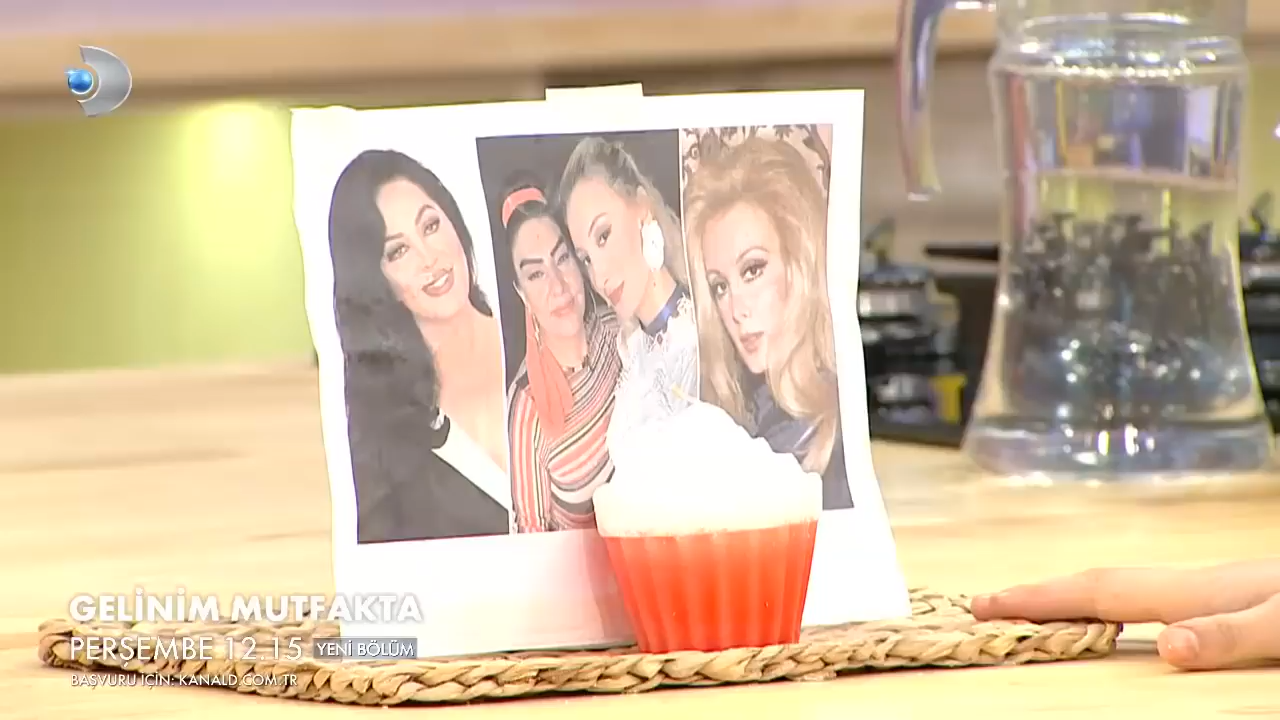 GELİNİM MUTFAKTA
PERŞEMBE 12.15 YENİ BÖLÜM
BAŞVURU İÇİN: KANALD.COM.TR